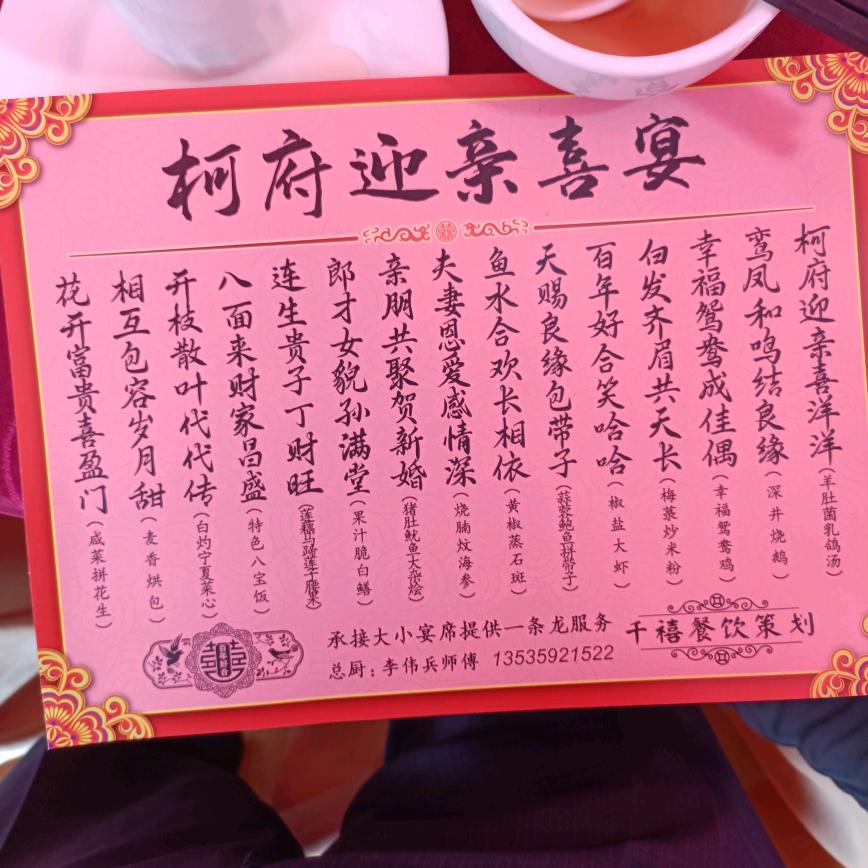 柯府迎亲喜宴
柯府迎亲喜洋洋(羊肚菌乳鸽汤)
鸾凤和鸣结良缘(深井烧鹅)
幸福鸳鸯成佳偶(幸福鸳鸯鸡)
白发齐眉共天长(梅菜炒米粉)
百年好合笑哈哈(椒盐大虾)
天赐良缘包带子(蒜蓉鲍鱼拼带子)
鱼水合欢长相依(黄椒蒸石斑)
夫妻恩爱感情深(烧腩炆海参)
亲朋共聚贺新婚(猪肚鱿鱼大杂烩)
郎才女貌孙满堂(果汁脆白鳝)
连生贵子丁财旺(莲藕马蹄莲子腰果)
八面来财家昌盛(特色八宝饭)
开枝散叶代代传(白灼宁夏菜心)
相互包容岁月甜(麦香烘包)
花开富贵喜盈门(咸菜拼花生)
承接大小宴席提供一条龙服务
总厨:李伟兵师傅 13535921522
千禧餐饮策划